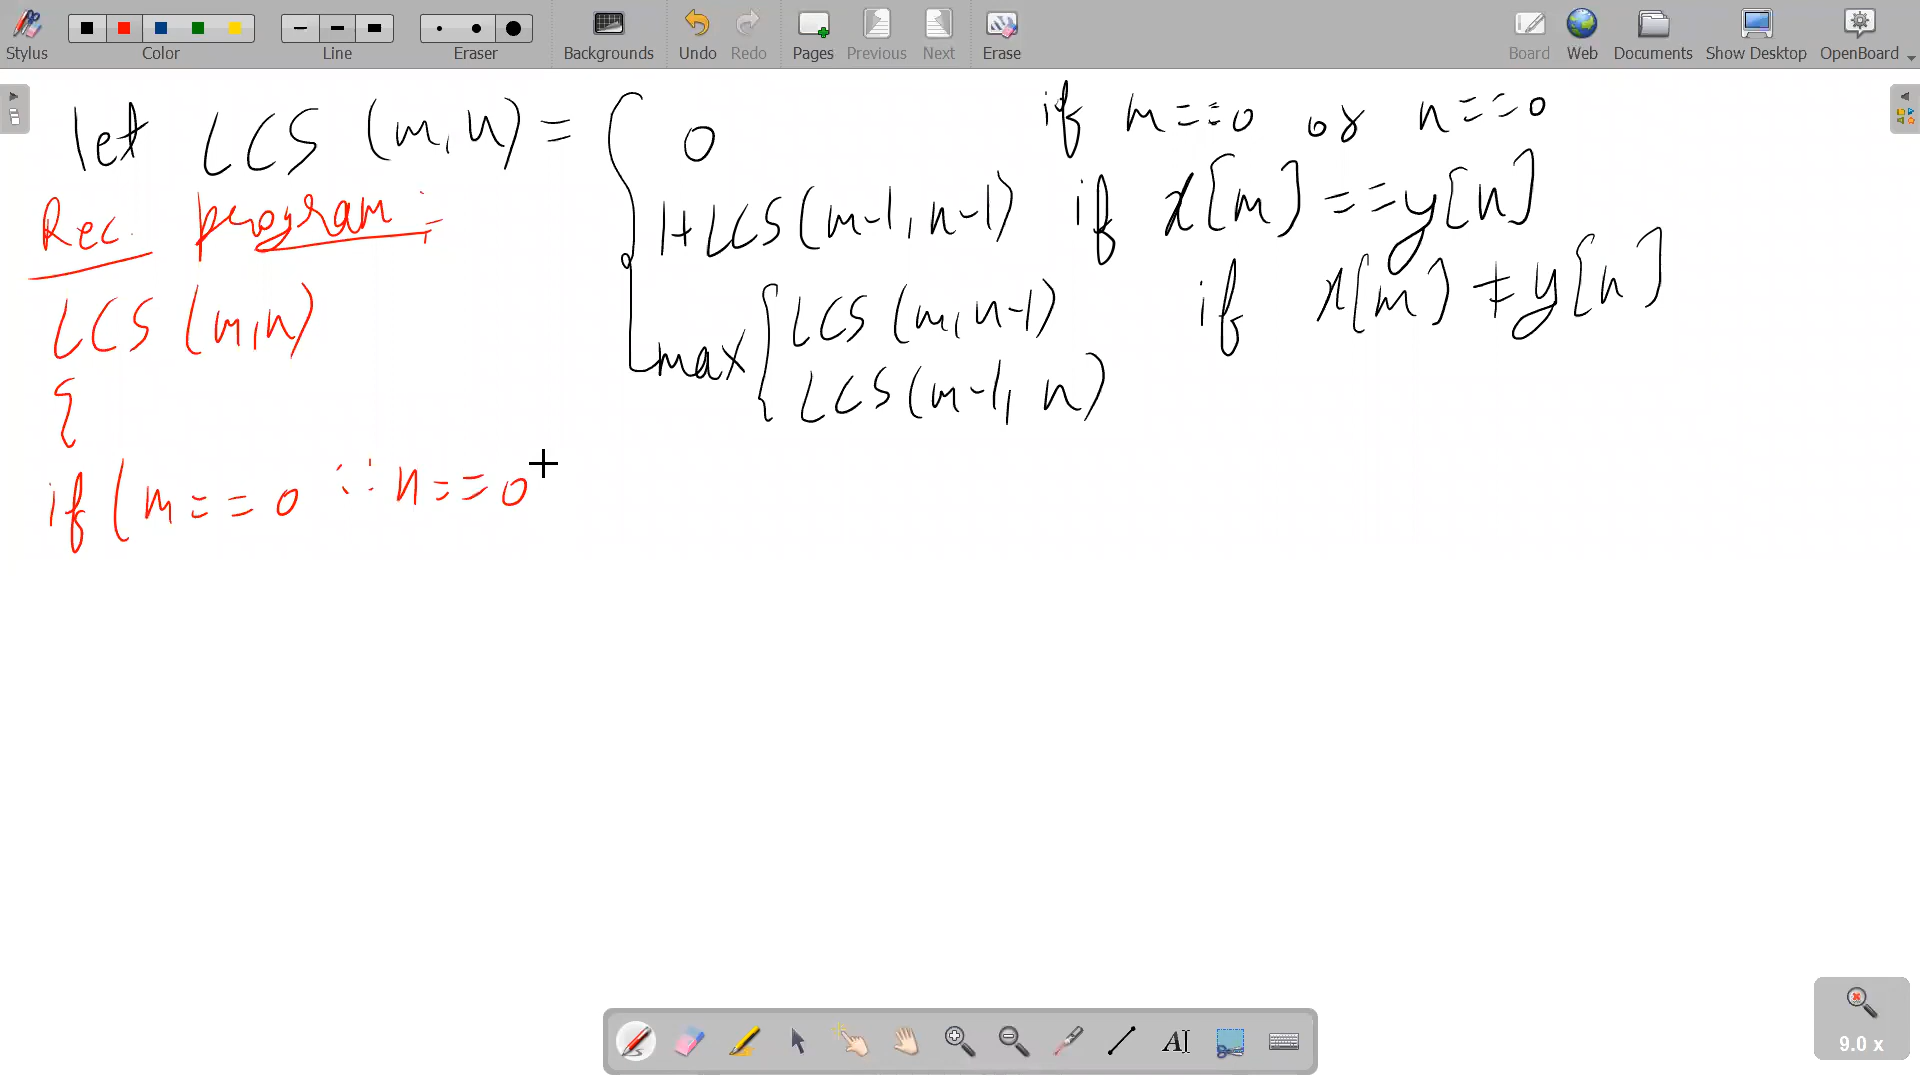 Stylus Color Line Eraser Backgrounds Undo Redo Pages Previous Next Erase Board Web Documents Show Desktop OpenBoard
let LCS (m,n) = { 0 if m==0 or n==0
1+LCS(m-1,n-1) if x[m]==y[n]
max { LCS(m,n-1) if x[m]≠y[n]
LCS(m-1,n)
Rec. program:
LCS (m,n)
{
if (m==0 || n==0
9.0 x